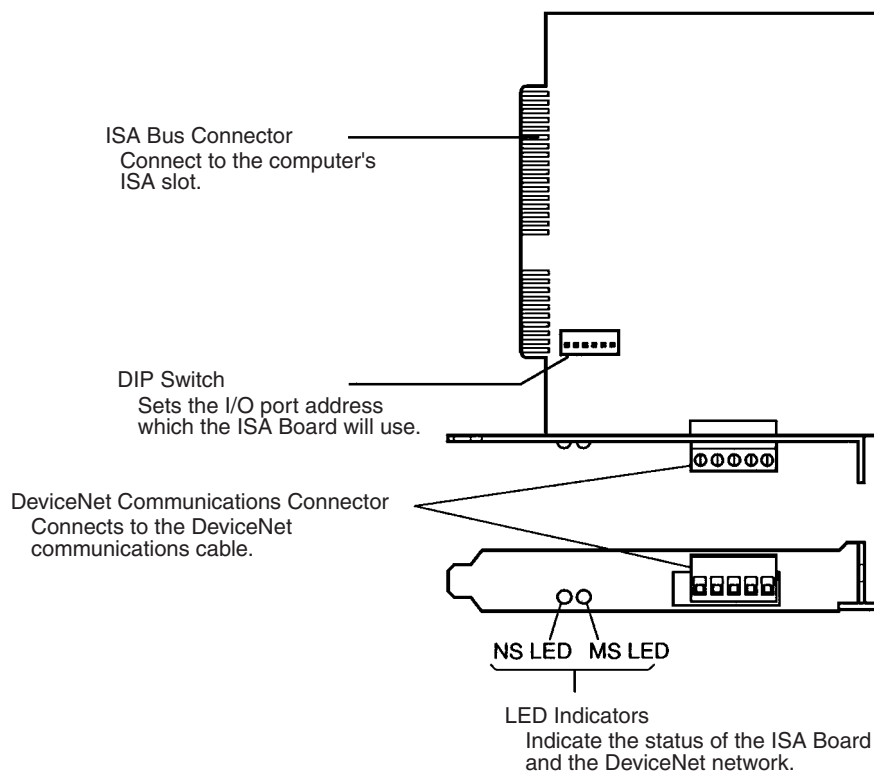 ISA Bus Connector
Connect to the computer's
ISA slot.
DIP Switch
Sets the I/O port address
which the ISA Board will use.
DeviceNet Communications Connector
Connects to the DeviceNet
communications cable.
NS LED MS LED
LED Indicators
Indicate the status of the ISA Board
and the DeviceNet network.